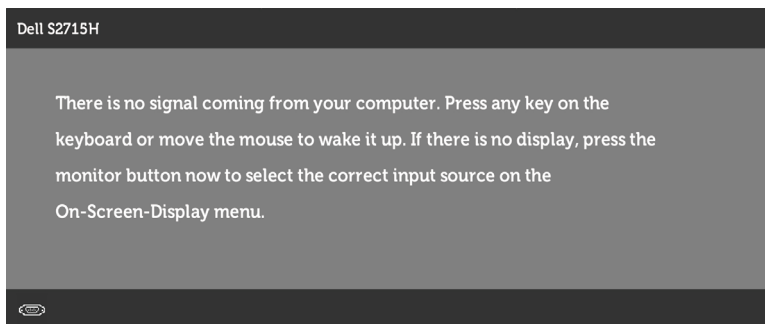 Dell S2715H
There is no signal coming from your computer. Press any key on the
keyboard or move the mouse to wake it up. If there is no display, press the
monitor button now to select the correct input source on the
On-Screen-Display menu.